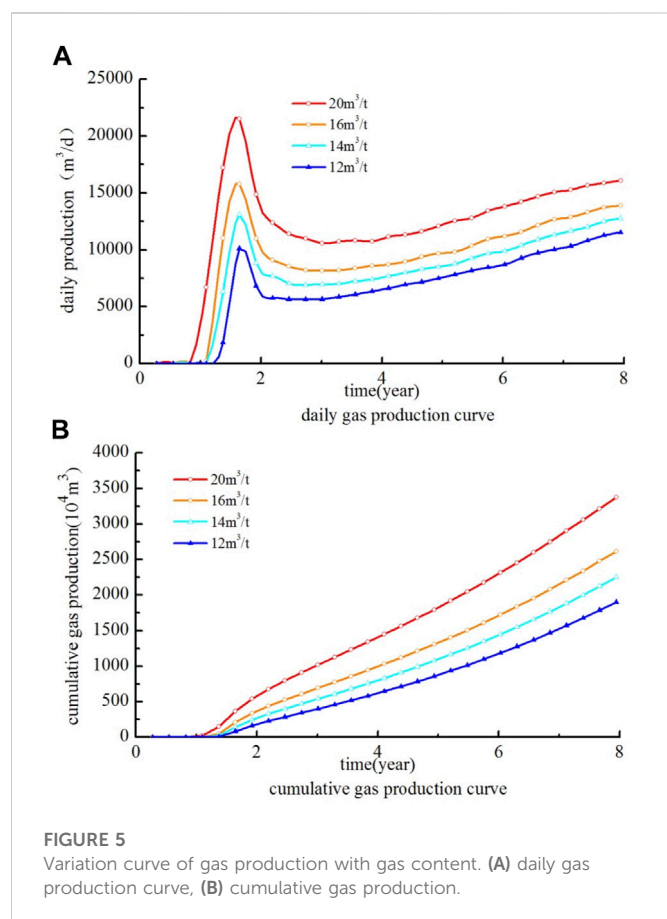 A
25000
20000
15000
10000
5000
0
daily production (m³/d)
20m³/t
16m³/t
14m³/t
12m³/t
0 2 4 6 8
time(year)
daily gas production curve
B
4000
3500
3000
2500
2000
1500
1000
500
0
cumulative gas production(10⁴m³)
20m³/t
16m³/t
14m³/t
12m³/t
0 2 4 6 8
time(year)
cumulative gas production curve
FIGURE 5
Variation curve of gas production with gas content. (A) daily gas
production curve, (B) cumulative gas production.